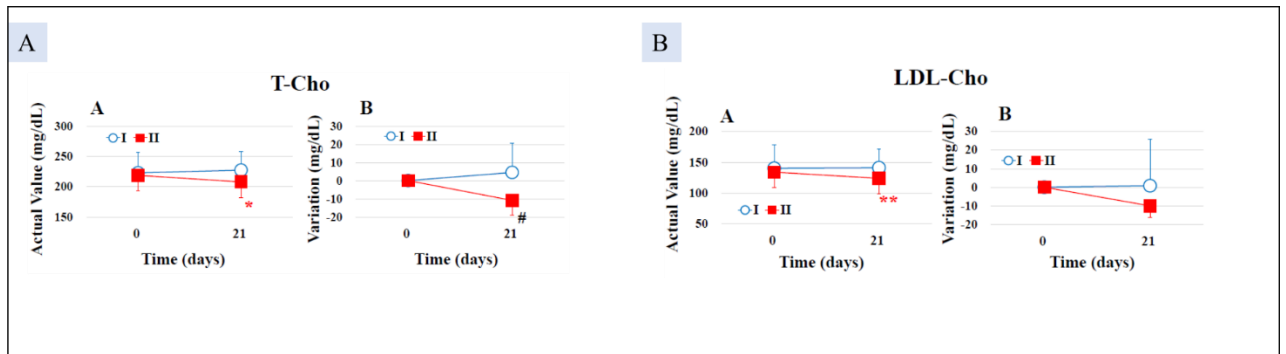 A
T-Cho
A
Actual Value (mg/dL)
300
250
200
150
I II
*
0 21
Time (days)
B
Variation (mg/dL)
30
20
10
0
-10
-20
I II
#
0 21
Time (days)
B
LDL-Cho
A
Actual Value (mg/dL)
200
150
100
50
I II
**
0 21
Time (days)
B
Variation (mg/dL)
30
20
10
0
-10
-20
I II
0 21
Time (days)